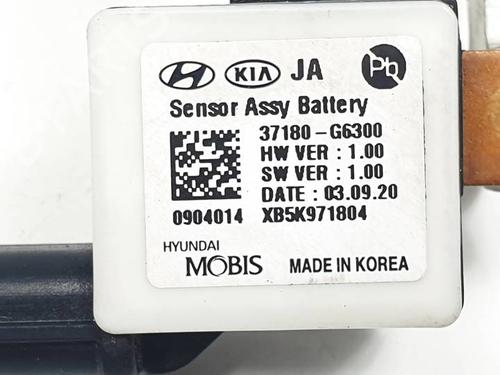 HYUNDAI KIA JA Pb
Sensor Assy Battery
37180-G6300
HW VER : 1.00
SW VER : 1.00
DATE : 03.09.20
0904014 XB5K971804
HYUNDAI
MOBIS MADE IN KOREA